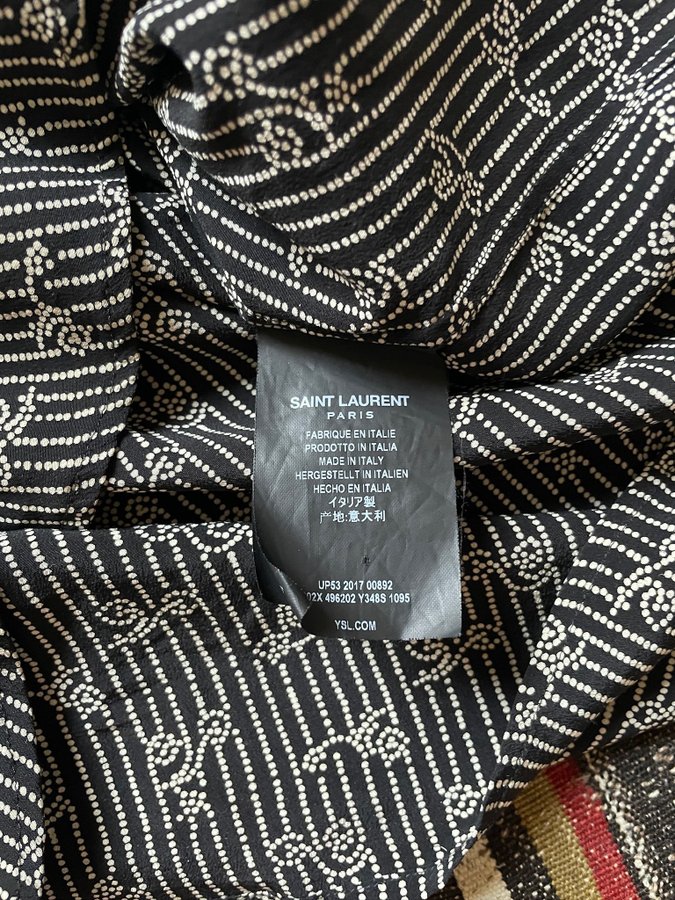 SAINT LAURENT
PARIS
FABRIQUE EN ITALIE
PRODOTTO IN ITALIA
MADE IN ITALY
HERGESTELLT IN ITALIEN
HECHO EN ITALIA
イタリア製
产地:意大利
UP53 2017 00892
496202 Y348S 1095
YSL.COM